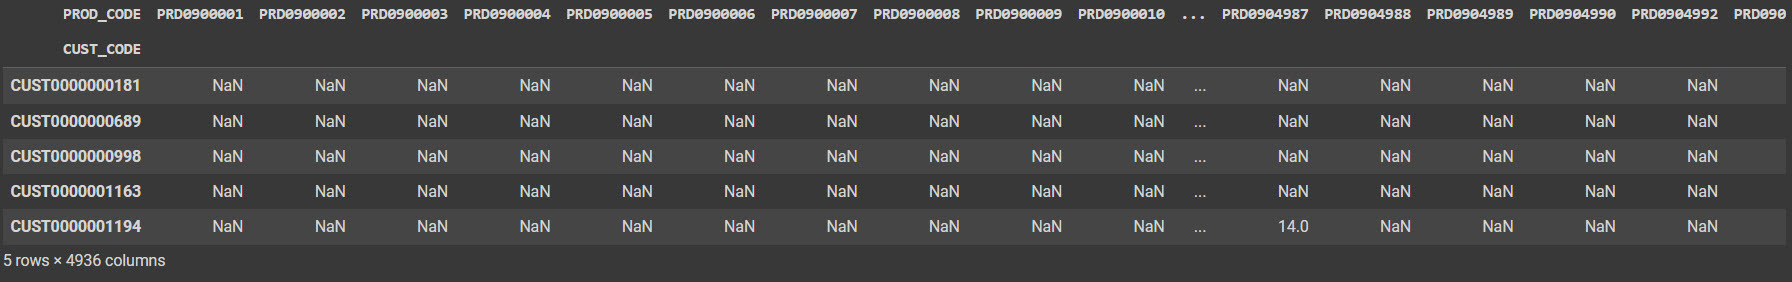 PROD_CODE PRD0900001 PRD0900002 PRD0900003 PRD0900004 PRD0900005 PRD0900006 PRD0900007 PRD0900008 PRD0900009 PRD0900010 ... PRD0904987 PRD0904988 PRD0904989 PRD0904990 PRD0904992 PRD090
CUST_CODE
CUST0000000181 NaN NaN NaN NaN NaN NaN NaN NaN NaN NaN ... NaN NaN NaN NaN NaN
CUST0000000689 NaN NaN NaN NaN NaN NaN NaN NaN NaN NaN ... NaN NaN NaN NaN NaN
CUST0000000998 NaN NaN NaN NaN NaN NaN NaN NaN NaN NaN ... NaN NaN NaN NaN NaN
CUST0000001163 NaN NaN NaN NaN NaN NaN NaN NaN NaN NaN ... NaN NaN NaN NaN NaN
CUST0000001194 NaN NaN NaN NaN NaN NaN NaN NaN NaN NaN ... 14.0 NaN NaN NaN NaN
5 rows × 4936 columns